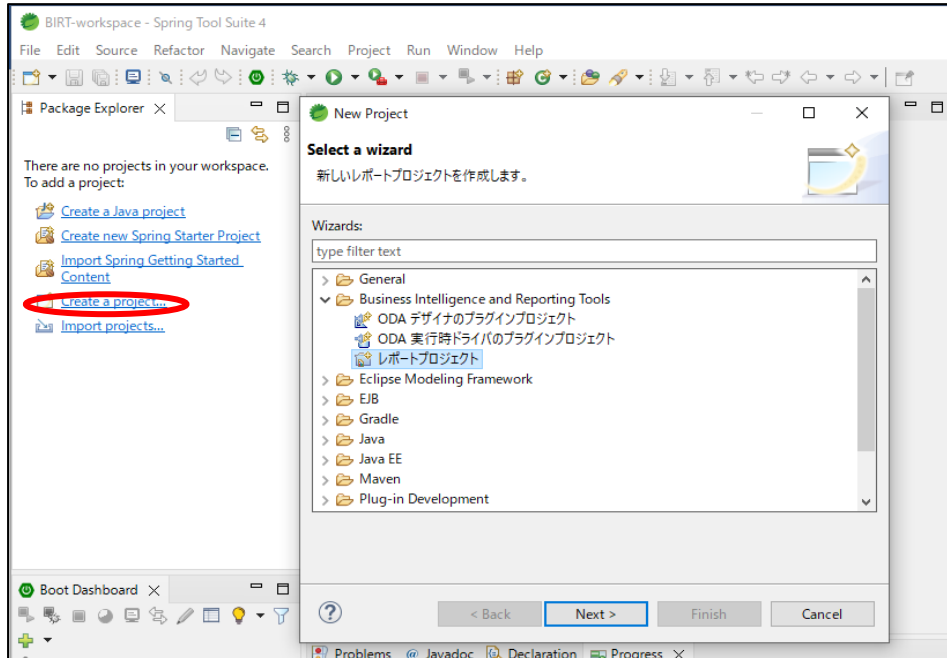 BIRT-workspace - Spring Tool Suite 4
File Edit Source Refactor Navigate Search Project Run Window Help
Package Explorer
There are no projects in your workspace.
To add a project:
Create a Java project
Create new Spring Starter Project
Import Spring Getting Started
Content
Create a project...
Import projects...
New Project
Select a wizard
新しいレポートプロジェクトを作成します。
Wizards:
type filter text
General
Business Intelligence and Reporting Tools
ODA デザイナのプラグインプロジェクト
ODA 実行時ドライバのプラグインプロジェクト
レポートプロジェクト
Eclipse Modeling Framework
EJB
Gradle
Java
Java EE
Maven
Plug-in Development
< Back Next > Finish Cancel
Boot Dashboard
Problems @ Javadoc Declaration Progress